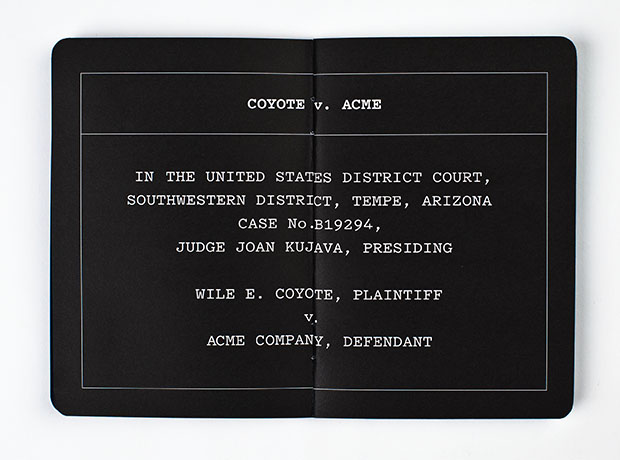 COYOTE v. ACME
IN THE UNITED STATES DISTRICT COURT,
SOUTHWESTERN DISTRICT, TEMPE, ARIZONA
CASE No.B19294,
JUDGE JOAN KUJAVA, PRESIDING
WILE E. COYOTE, PLAINTIFF
v.
ACME COMPANY, DEFENDANT